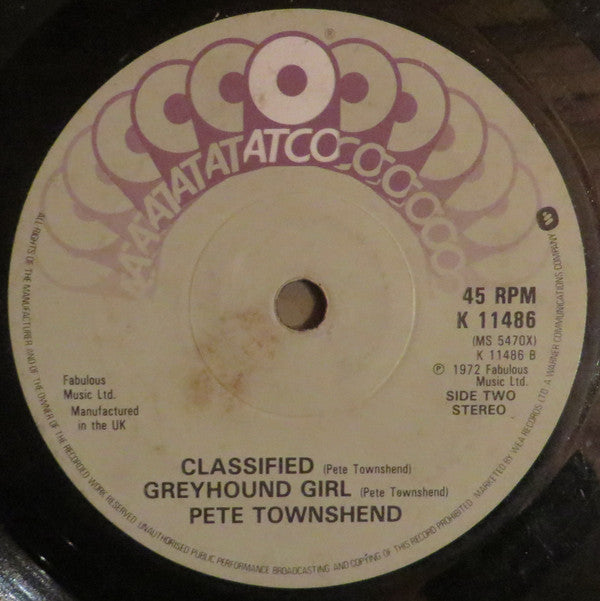 ®
AAATATATATCOCOCOCOCO
45 RPM
K 11486
(MS 5470X)
K 11486 B
℗ 1972 Fabulous
Music Ltd.
SIDE TWO
STEREO
Fabulous
Music Ltd.
Manufactured
in the UK
CLASSIFIED (Pete Townshend)
GREYHOUND GIRL (Pete Townshend)
PETE TOWNSHEND
ALL RIGHTS OF THE MANUFACTURER AND OF THE OWNER OF THE RECORDED WORK RESERVED. UNAUTHORISED PUBLIC PERFORMANCE BROADCASTING AND COPYING OF THIS RECORD PROHIBITED. MARKETED BY WEA RECORDS LTD. A WARNER COMMUNICATIONS COMPANY